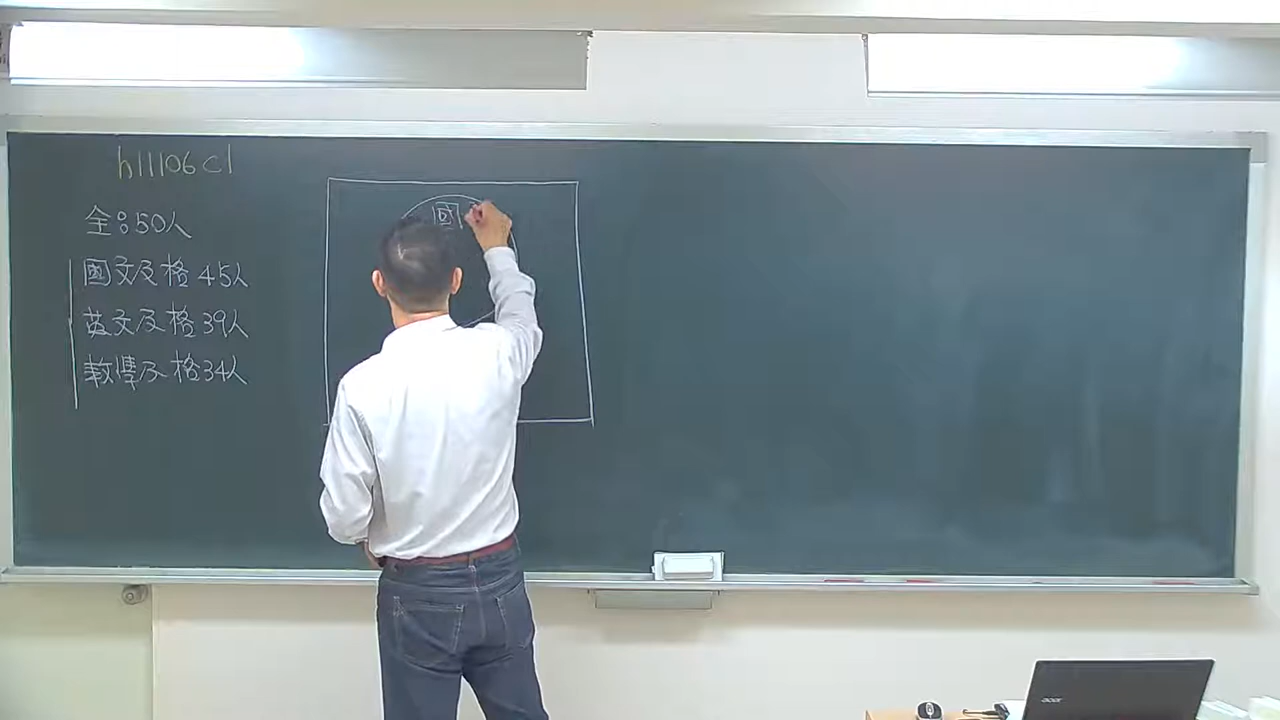 h11106c1
全:50人
國文及格45人
英文及格39人
數學及格34人
國
acer